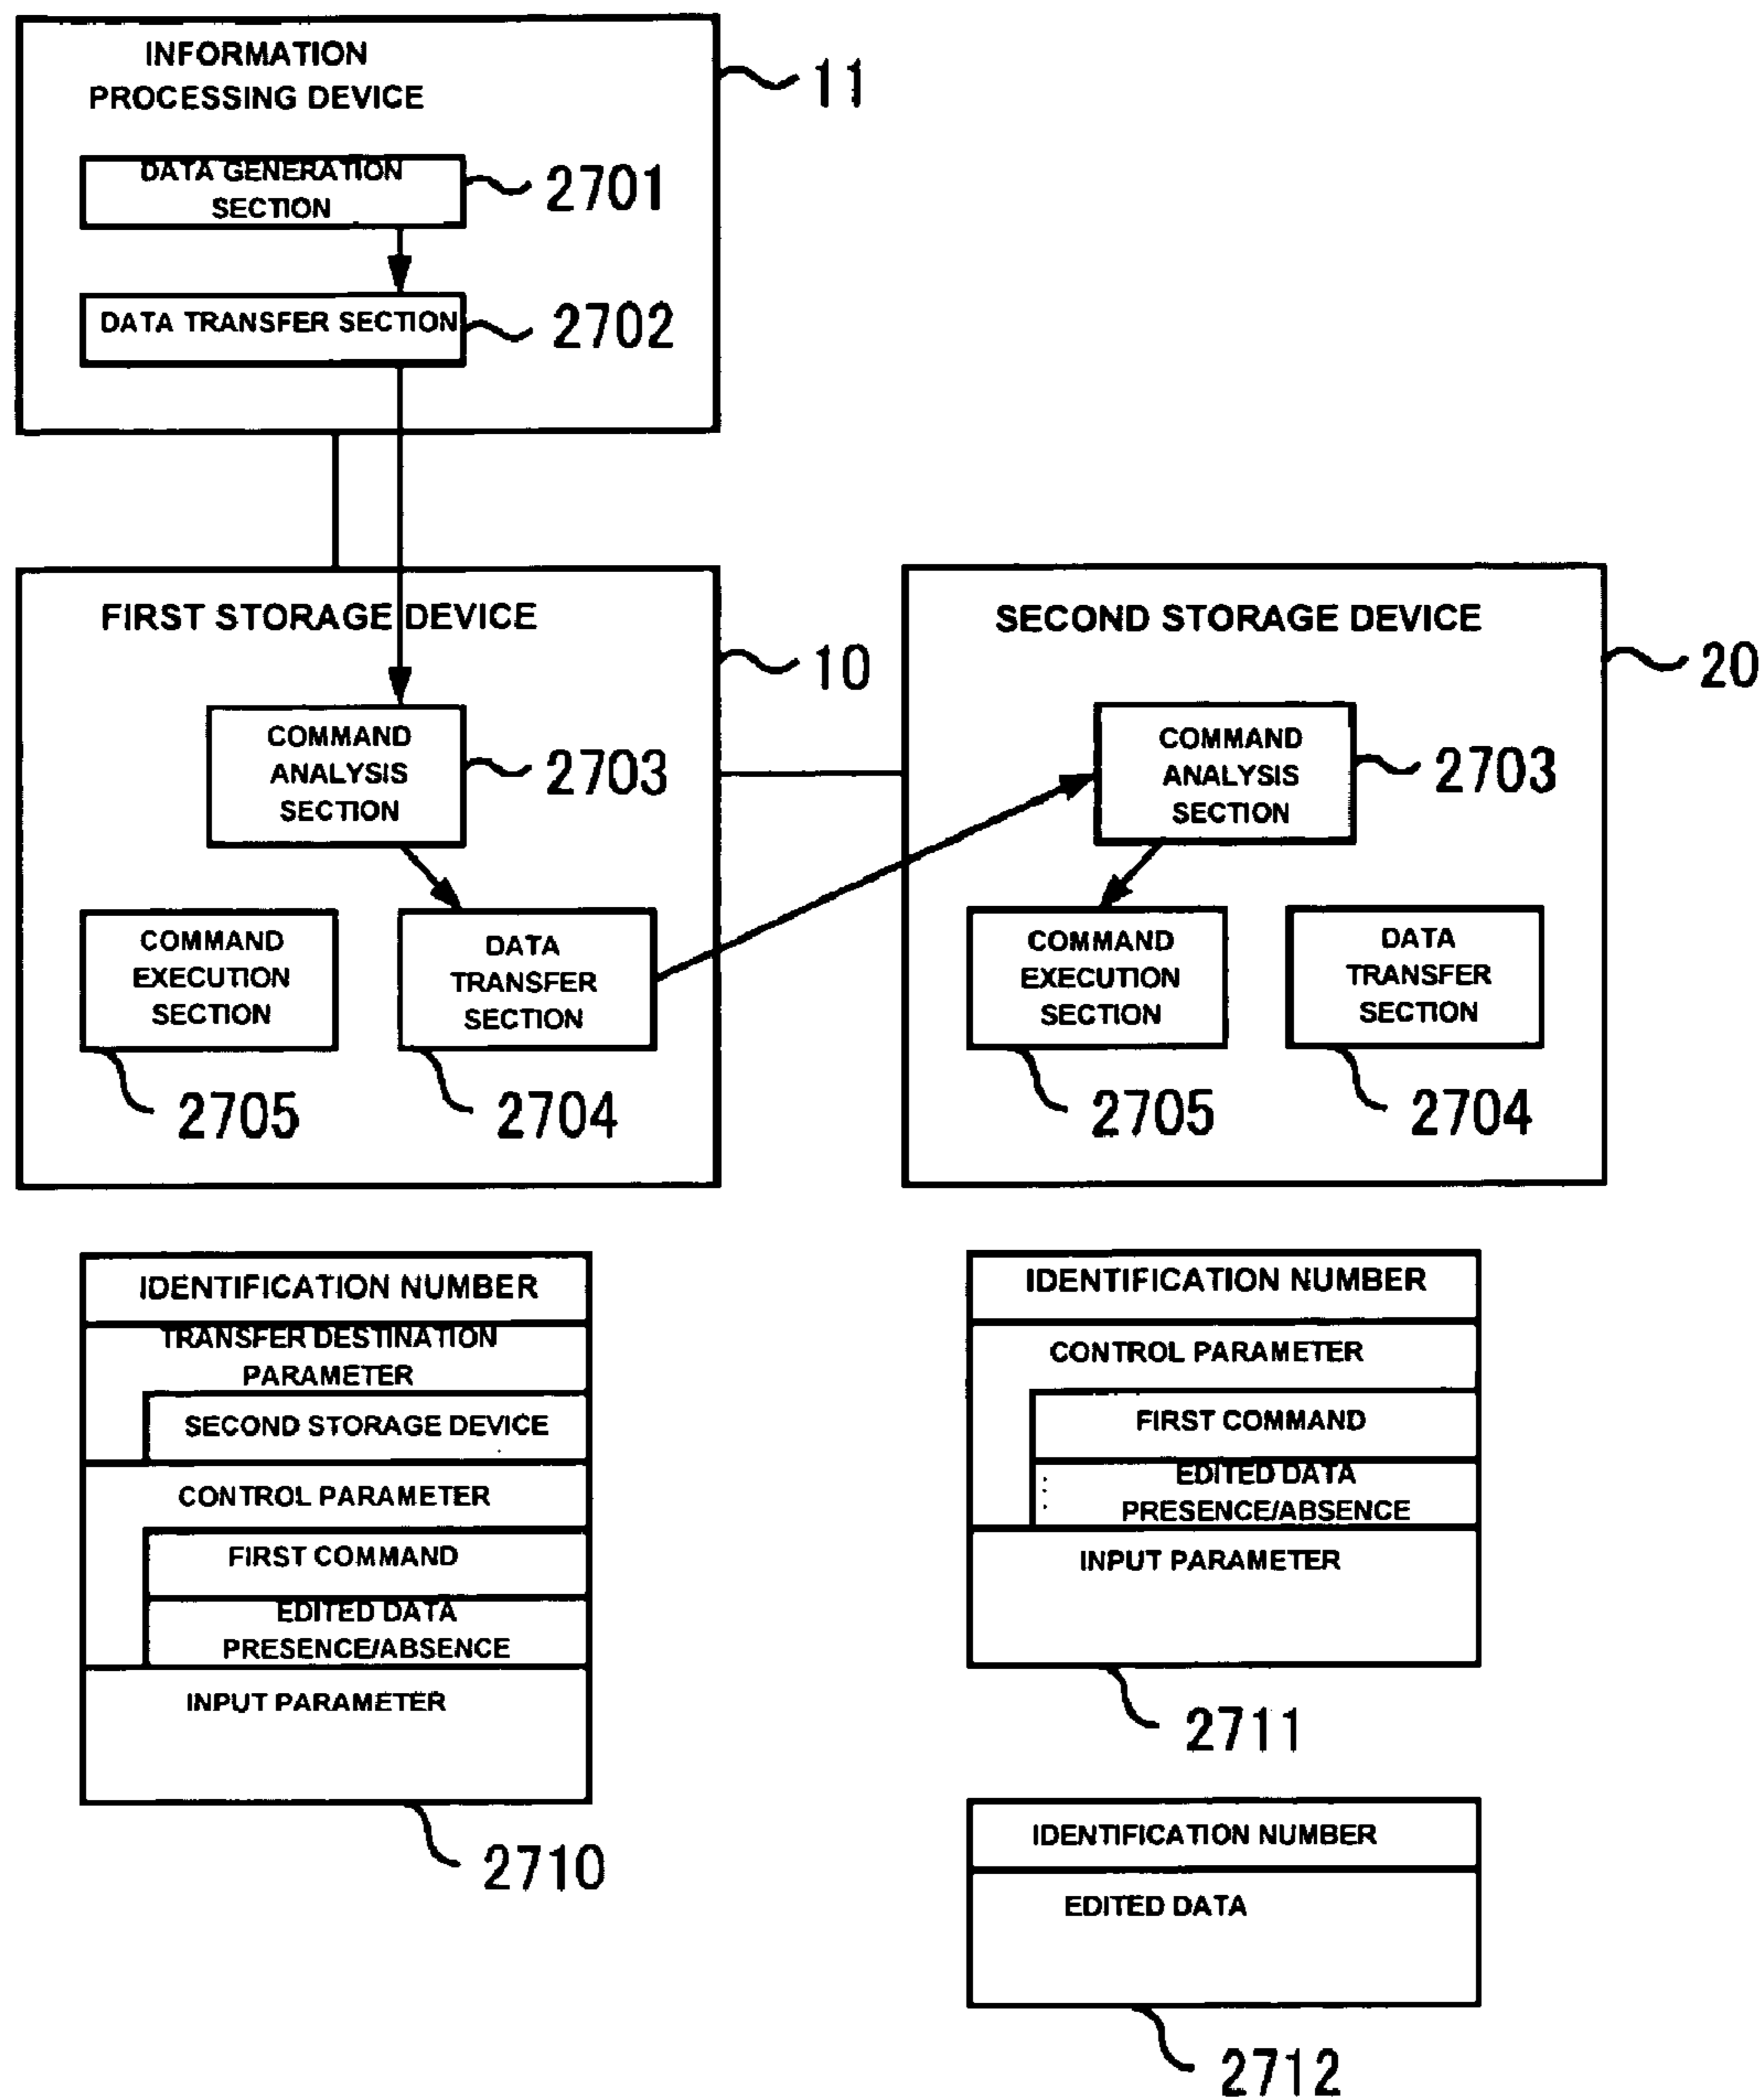 INFORMATION
PROCESSING DEVICE
11
DATA GENERATION
SECTION
2701
DATA TRANSFER SECTION
2702
FIRST STORAGE DEVICE
10
COMMAND
ANALYSIS
SECTION
2703
COMMAND
EXECUTION
SECTION
2705
DATA
TRANSFER
SECTION
2704
SECOND STORAGE DEVICE
20
COMMAND
ANALYSIS
SECTION
2703
COMMAND
EXECUTION
SECTION
2705
DATA
TRANSFER
SECTION
2704
IDENTIFICATION NUMBER
TRANSFER DESTINATION
PARAMETER
SECOND STORAGE DEVICE
CONTROL PARAMETER
FIRST COMMAND
EDITED DATA
PRESENCE/ABSENCE
INPUT PARAMETER
2710
IDENTIFICATION NUMBER
CONTROL PARAMETER
FIRST COMMAND
EDITED DATA
PRESENCE/ABSENCE
INPUT PARAMETER
2711
IDENTIFICATION NUMBER
EDITED DATA
2712